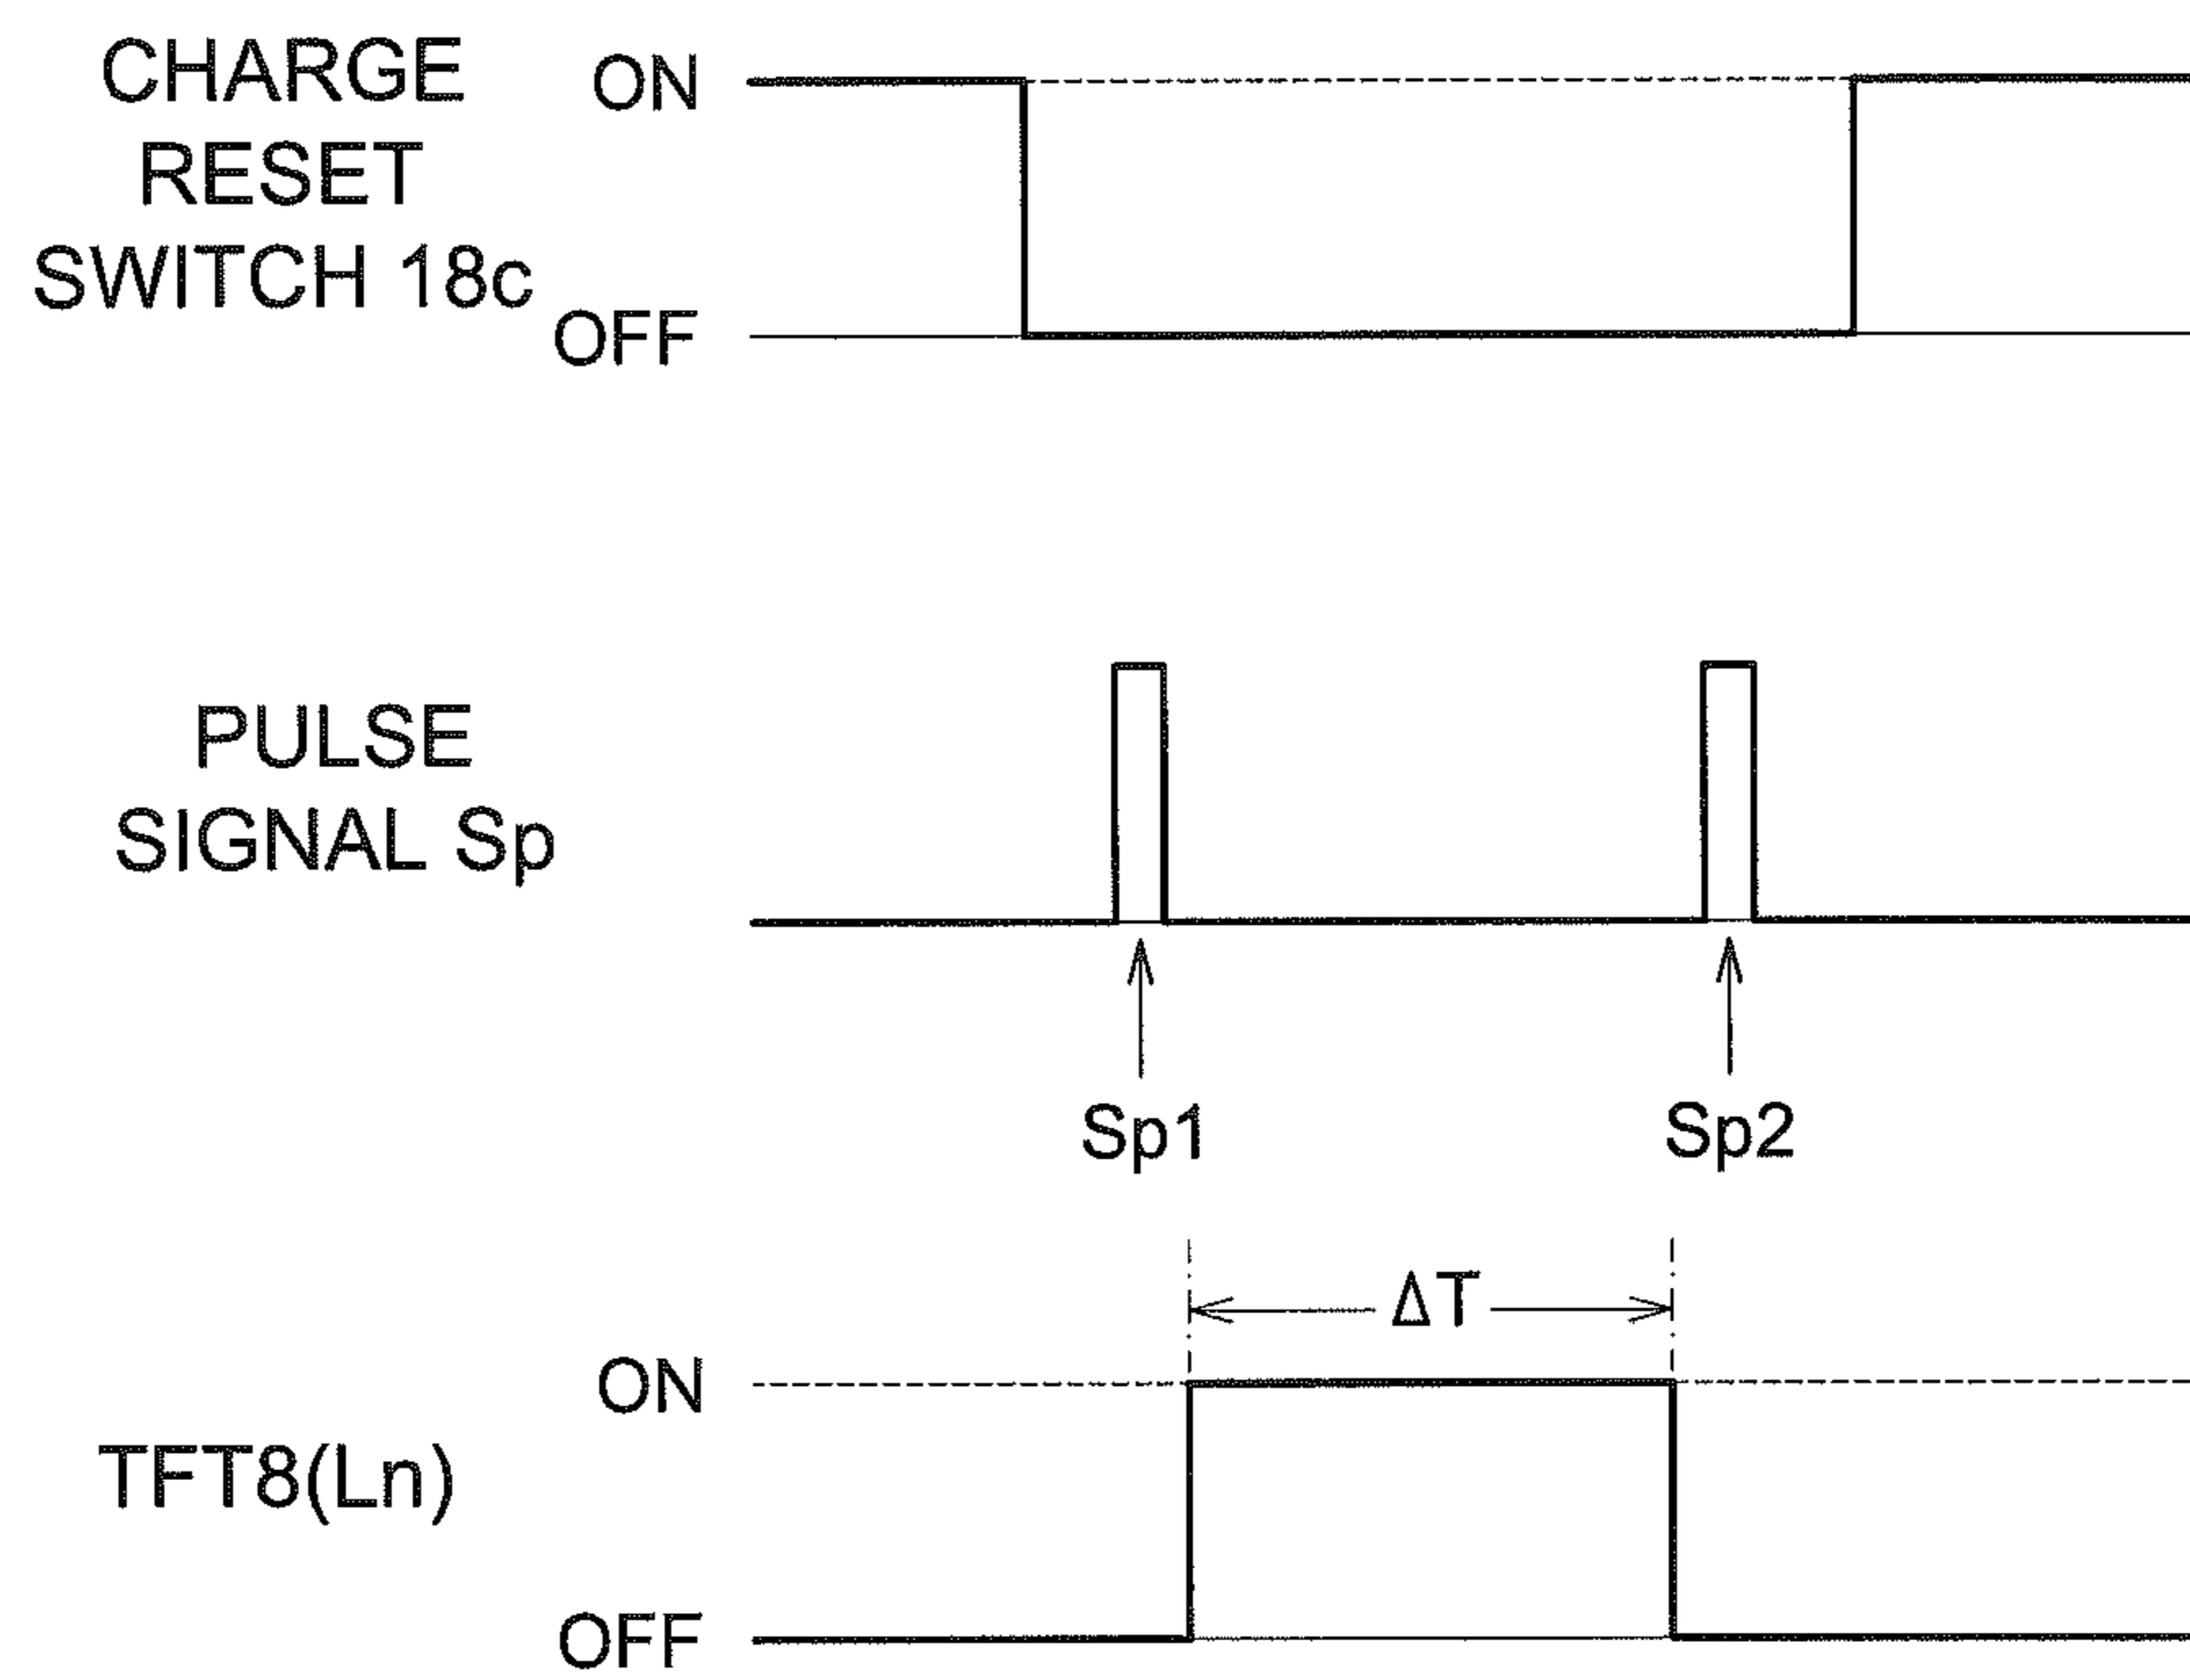 CHARGE
RESET
SWITCH 18c
ON
OFF
PULSE
SIGNAL Sp
Sp1
Sp2
ΔT
ON
TFT8(Ln)
OFF